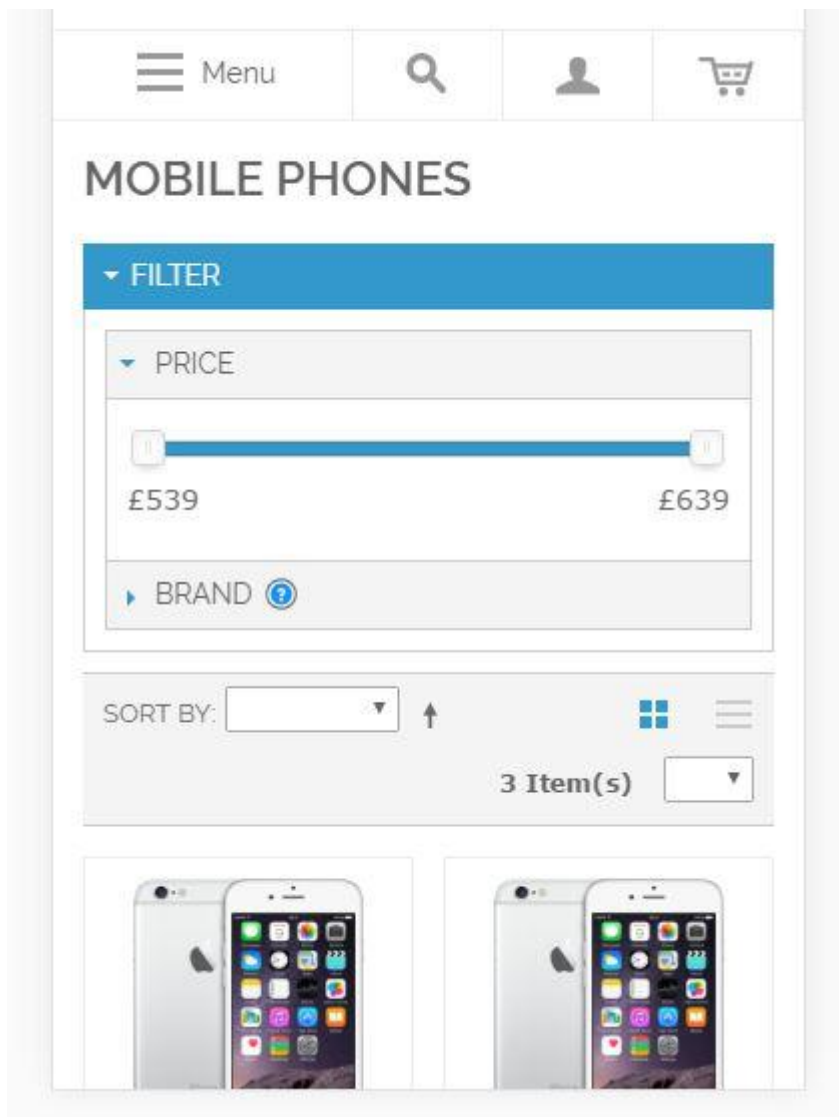 Menu
MOBILE PHONES
FILTER
PRICE
£539 £639
BRAND ?
SORT BY:
3 Item(s)